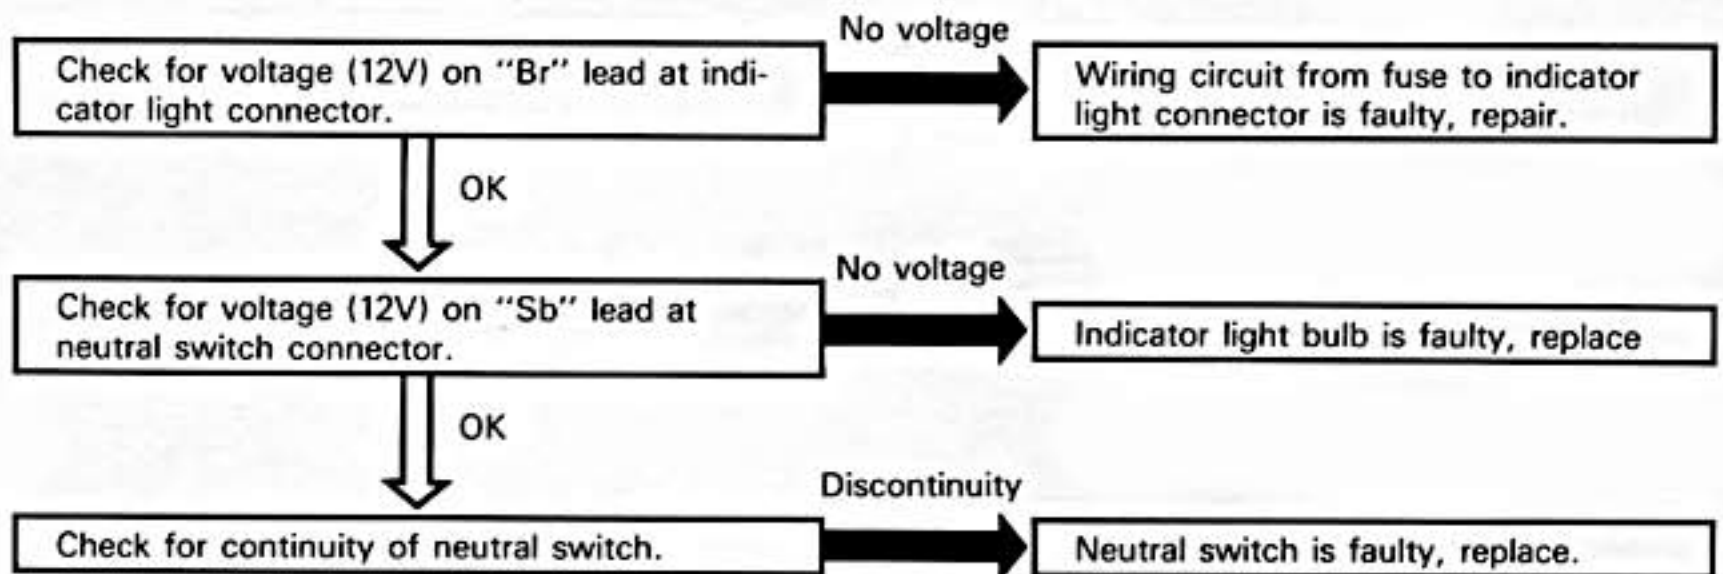 No voltage
Check for voltage (12V) on "Br" lead at indi-
cator light connector.
Wiring circuit from fuse to indicator
light connector is faulty, repair.
OK
No voltage
Check for voltage (12V) on "Sb" lead at
neutral switch connector.
Indicator light bulb is faulty, replace
OK
Discontinuity
Check for continuity of neutral switch.
Neutral switch is faulty, replace.